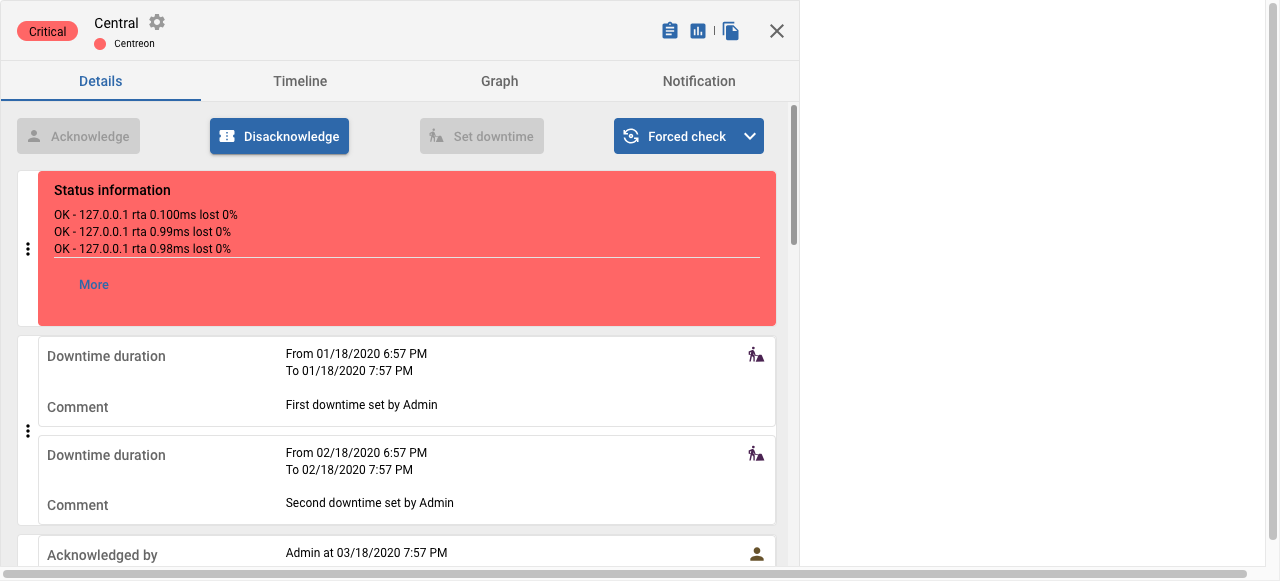 Critical
Central
Centreon
Details
Timeline
Graph
Notification
Acknowledge
Disacknowledge
Set downtime
Forced check
Status information
OK - 127.0.0.1 rta 0.100ms lost 0%
OK - 127.0.0.1 rta 0.99ms lost 0%
OK - 127.0.0.1 rta 0.98ms lost 0%
More
Downtime duration
From 01/18/2020 6:57 PM
To 01/18/2020 7:57 PM
Comment
First downtime set by Admin
Downtime duration
From 02/18/2020 6:57 PM
To 02/18/2020 7:57 PM
Comment
Second downtime set by Admin
Acknowledged by
Admin at 03/18/2020 7:57 PM